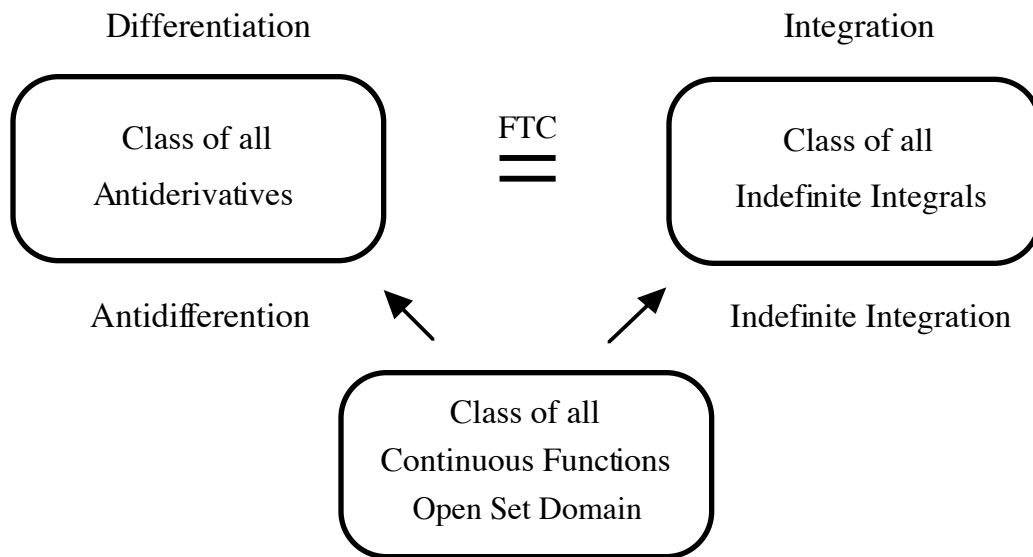 Differentiation
Integration
Class of all
Antiderivatives
FTC
Class of all
Indefinite Integrals
Antidifferention
Indefinite Integration
Class of all
Continuous Functions
Open Set Domain